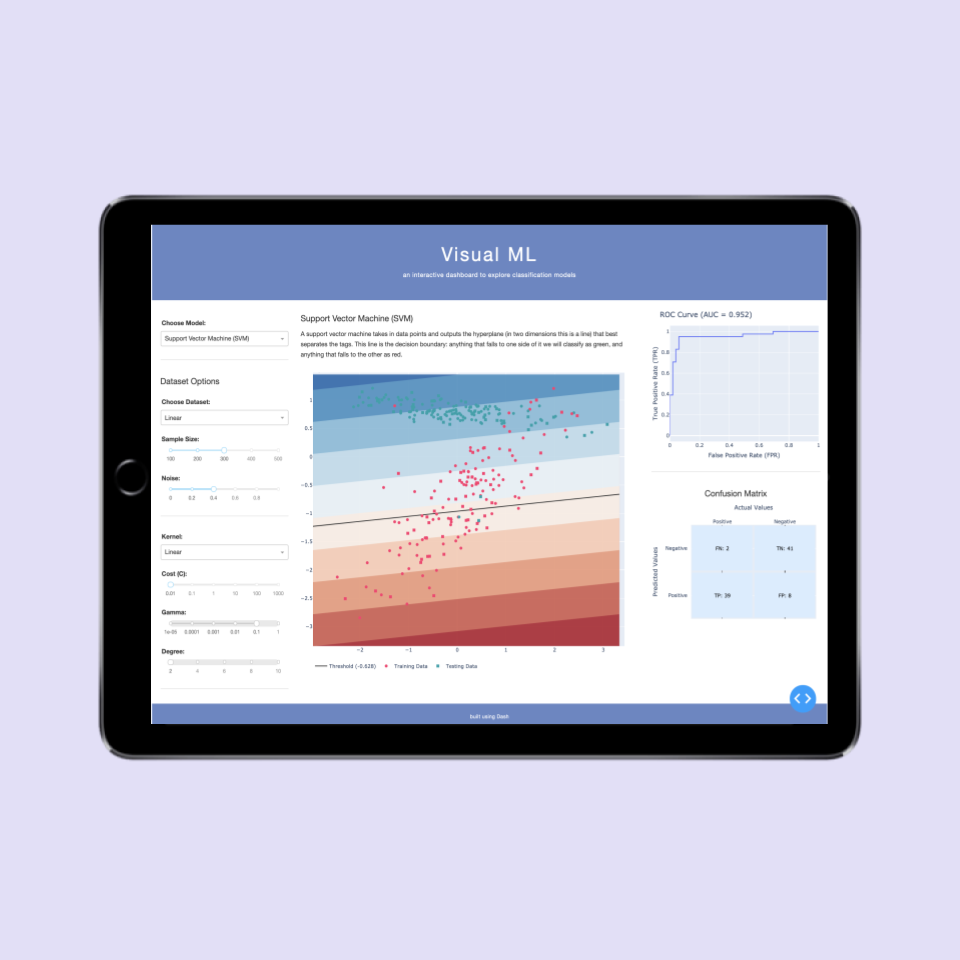 Visual ML
an interactive dashboard to explore classification models
Choose Model:
Support Vector Machine (SVM)
Dataset Options
Choose Dataset:
Linear
Sample Size:
100 200 300 400 500
Noise:
0 0.2 0.4 0.6 0.8
Kernel:
Linear
Cost (C):
0.01 0.1 1 10 100 1000
Gamma:
1e-05 0.0001 0.001 0.01 0.1 1
Degree:
2 4 6 8 10
Support Vector Machine (SVM)
A support vector machine takes in data points and outputs the hyperplane (in two dimensions this is a line) that best
separates the tags. This line is the decision boundary: anything that falls to one side of it we will classify as green, and
anything that falls to the other as red.
1
0.5
0
−0.5
−1
−1.5
−2
−2.5
−3
−2 −1 0 1 2 3
Threshold (-0.628) Training Data Testing Data
ROC Curve (AUC = 0.952)
True Positive Rate (TPR)
1
0.8
0.6
0.4
0.2
0
0 0.2 0.4 0.6 0.8 1
False Positive Rate (FPR)
Confusion Matrix
Actual Values
Positive Negative
Predicted Values
Negative FN: 2 TN: 41
Positive TP: 39 FP: 8
built using Dash